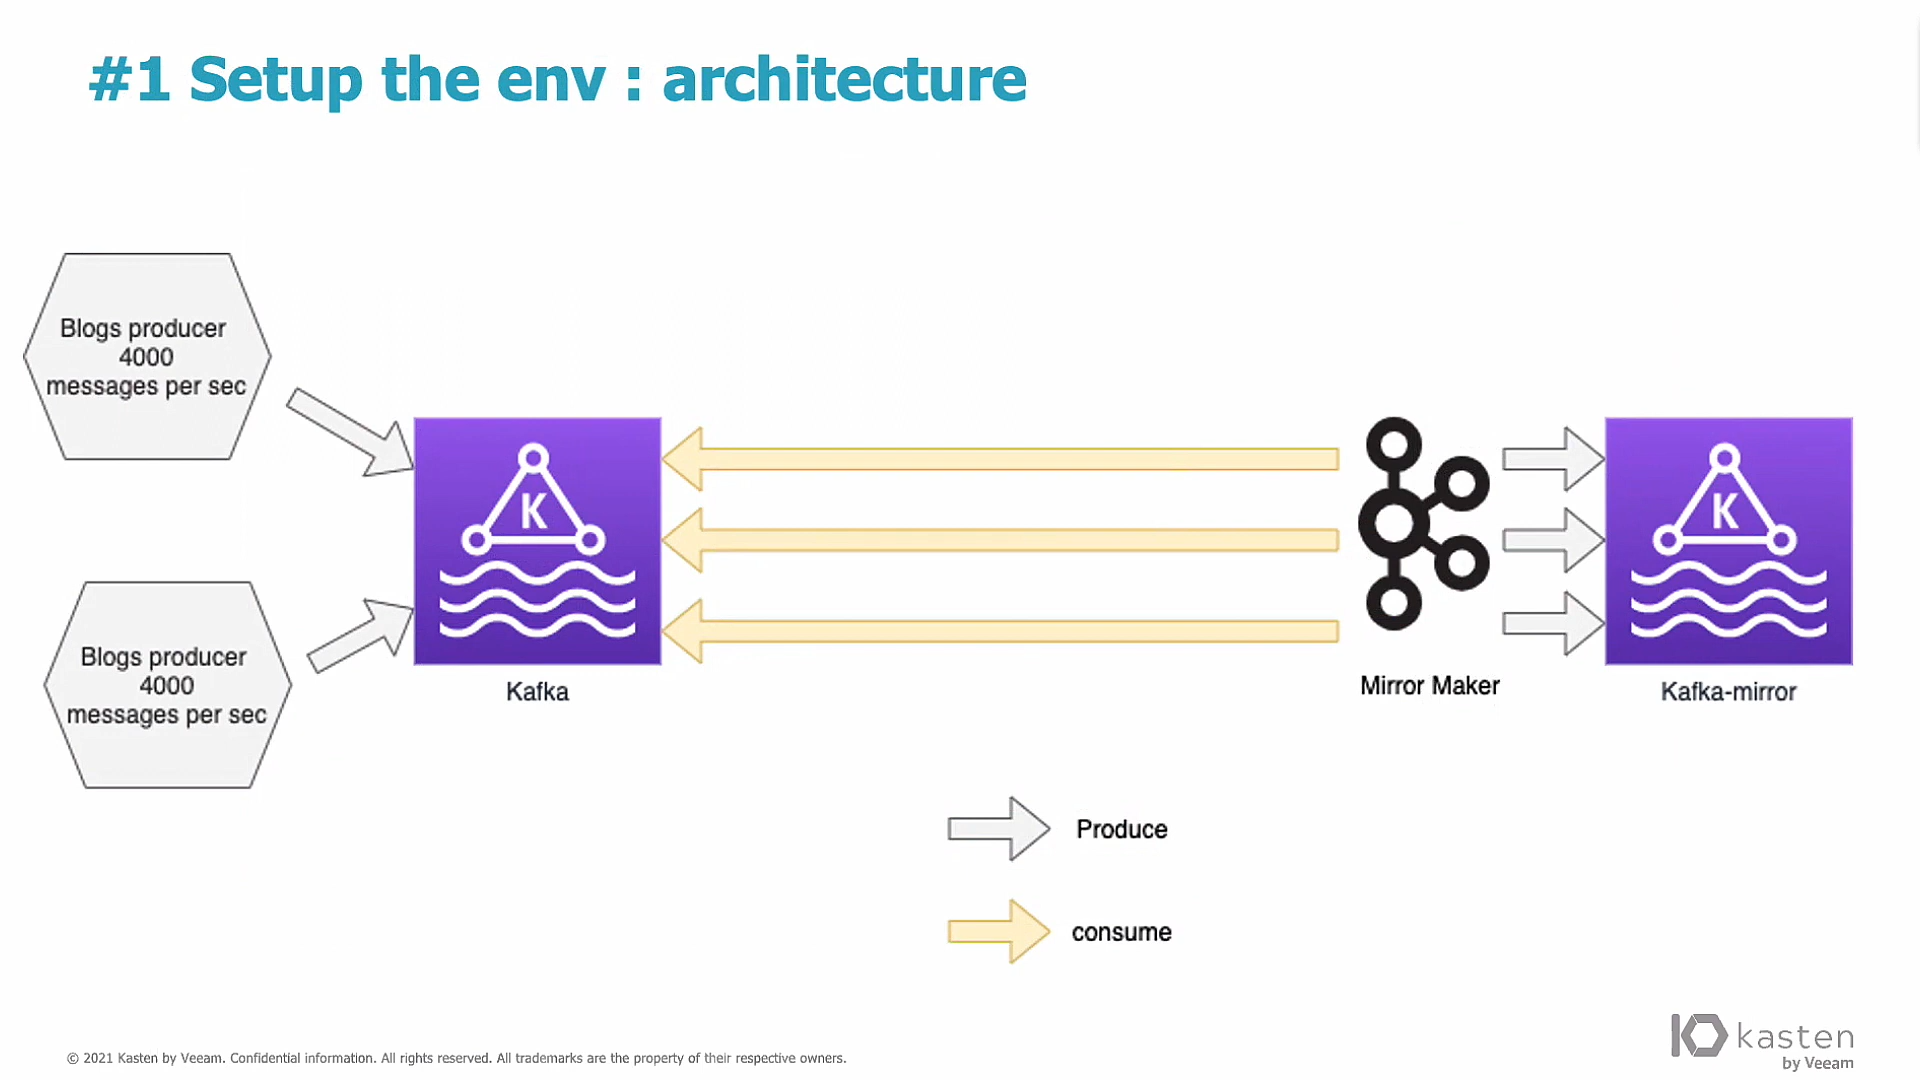 #1 Setup the env : architecture
Blogs producer
4000
messages per sec
K
K
Blogs producer
4000
messages per sec
Kafka
Mirror Maker
Kafka-mirror
Produce
consume
© 2021 Kasten by Veeam. Confidential information. All rights reserved. All trademarks are the property of their respective owners.
kasten
by Veeam